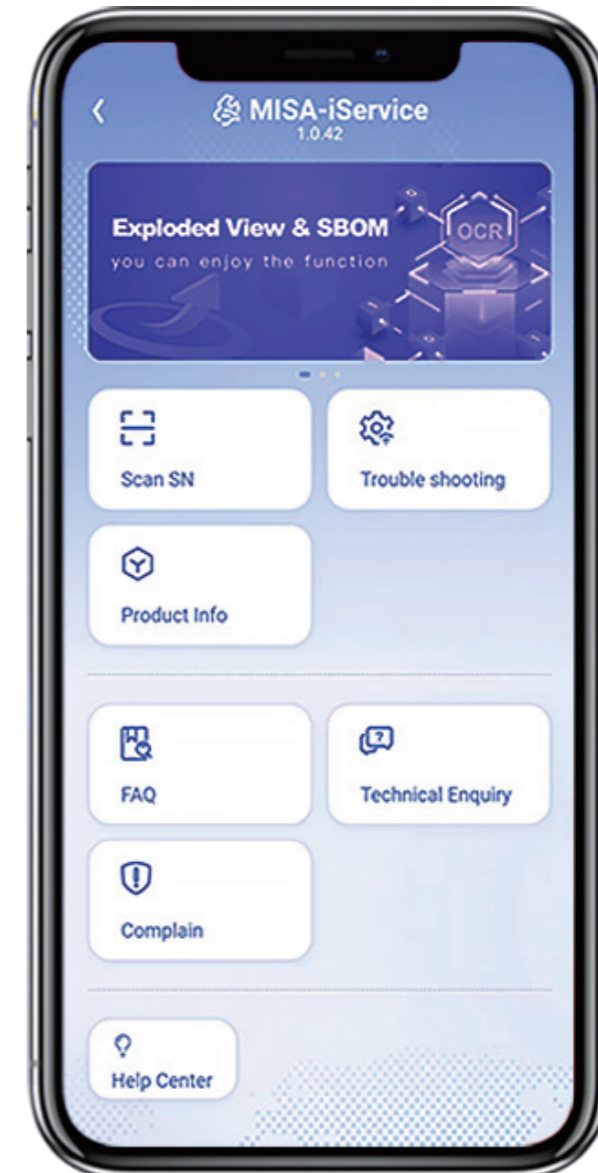 MISA-iService
1.0.42
Exploded View & SBOM
you can enjoy the function
OCR
Scan SN
Trouble shooting
Product Info
FAQ
Technical Enquiry
Complain
Help Center